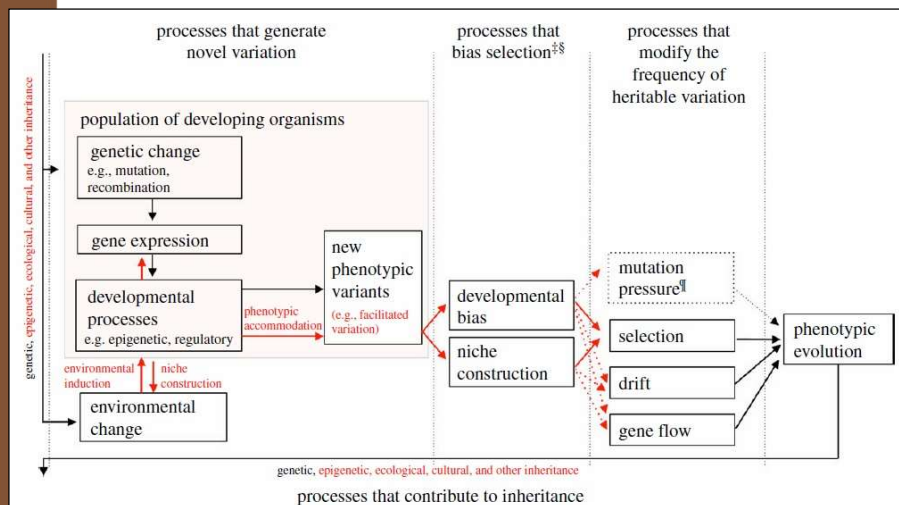 processes that generate
novel variation
processes that
bias selection‡§
processes that
modify the
frequency of
heritable variation
genetic, epigenetic, ecological, cultural, and other inheritance
population of developing organisms
genetic change
e.g., mutation,
recombination
gene expression
developmental
processes
e.g. epigenetic, regulatory
phenotypic
accommodation
new
phenotypic
variants
(e.g., facilitated
variation)
environmental
induction
niche
construction
environmental
change
developmental
bias
niche
construction
mutation
pressure¶
selection
drift
gene flow
phenotypic
evolution
genetic, epigenetic, ecological, cultural, and other inheritance
processes that contribute to inheritance